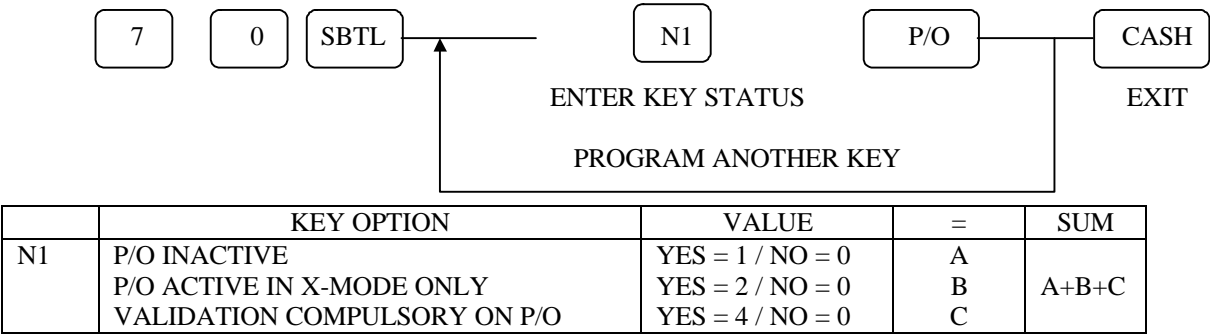 7 0 SBTL N1 P/O CASH
ENTER KEY STATUS EXIT
PROGRAM ANOTHER KEY
KEY OPTION VALUE = SUM
N1 P/O INACTIVE YES = 1 / NO = 0 A
P/O ACTIVE IN X-MODE ONLY YES = 2 / NO = 0 B A+B+C
VALIDATION COMPULSORY ON P/O YES = 4 / NO = 0 C